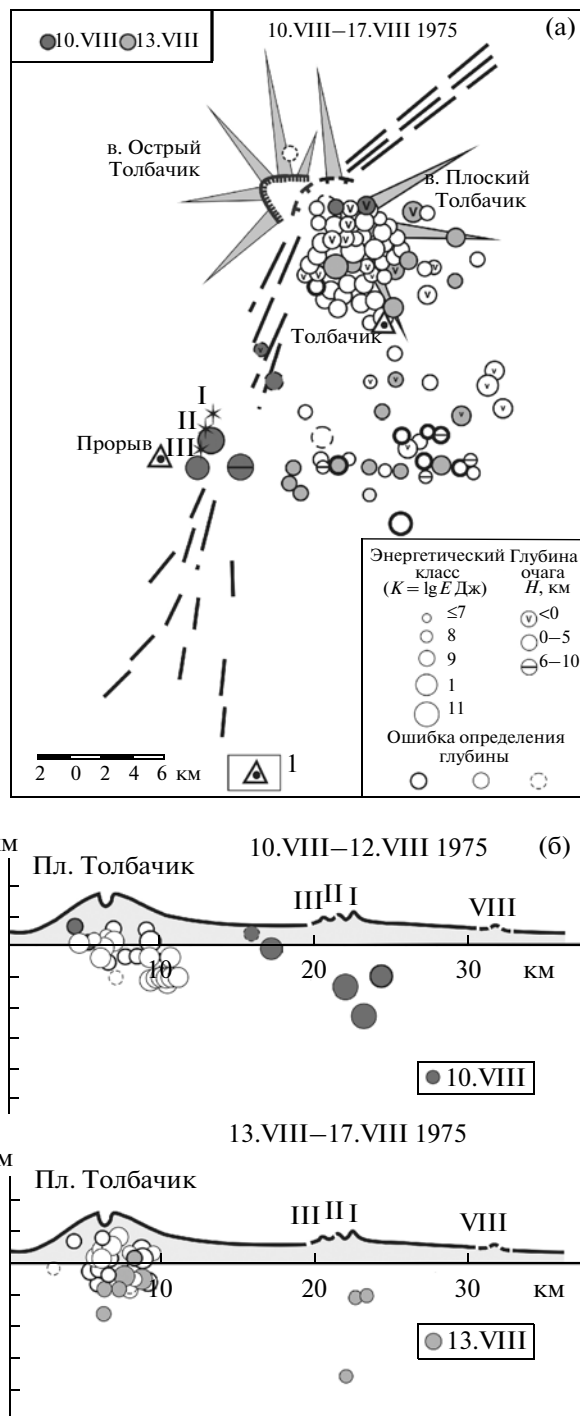 10.VIII 13.VIII
10.VIII–17.VIII 1975
(а)
в. Острый
Толбачик
в. Плоский
Толбачик
Толбачик
I
II
III
Прорыв
Энергетический
класс
(K = lg E Дж)
≤7
8
9
1
11
Глубина
очага
H, км
<0
0–5
6–10
Ошибка определения
глубины
2 0 2 4 6 км
1
км
10.VIII–12.VIII 1975
(б)
Пл. Толбачик
III II I
VIII
10 20 30 км
10.VIII
13.VIII–17.VIII 1975
м
Пл. Толбачик
III II I
VIII
10 20 30 км
13.VIII